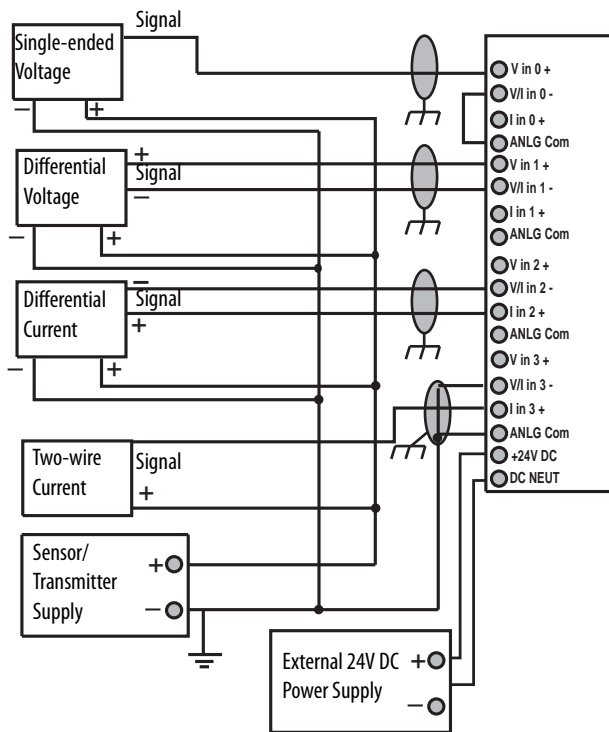 Signal
Single-ended
Voltage
− +
V in 0 +
V/I in 0 -
I in 0 +
ANLG Com
Differential
Voltage
+
Signal
−
− +
V in 1 +
V/I in 1 -
I in 1 +
ANLG Com
Differential
Current
−
Signal
+
− +
V in 2 +
V/I in 2 -
I in 2 +
ANLG Com
V in 3 +
V/I in 3 -
I in 3 +
ANLG Com
+24V DC
DC NEUT
Two-wire
Current
Signal
+
Sensor/
Transmitter
Supply
+
−
External 24V DC
Power Supply
+
−